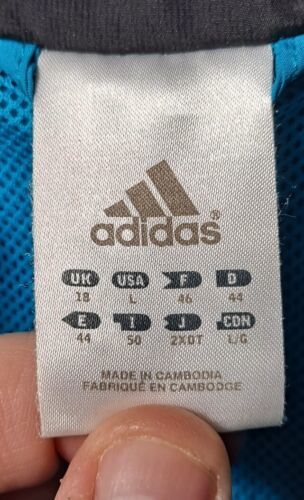 adidas®
UK USA F D
18 L 46 44
E I J CDN
44 50 2XOT L/G
MADE IN CAMBODIA
FABRIQUÉ EN CAMBODGE